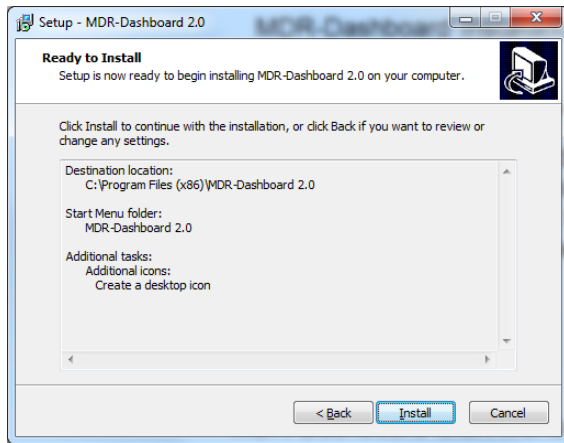 Setup - MDR-Dashboard 2.0
Ready to Install
Setup is now ready to begin installing MDR-Dashboard 2.0 on your computer.
Click Install to continue with the installation, or click Back if you want to review or
change any settings.
Destination location:
C:\Program Files (x86)\MDR-Dashboard 2.0
Start Menu folder:
MDR-Dashboard 2.0
Additional tasks:
Additional icons:
Create a desktop icon
< Back
Install
Cancel